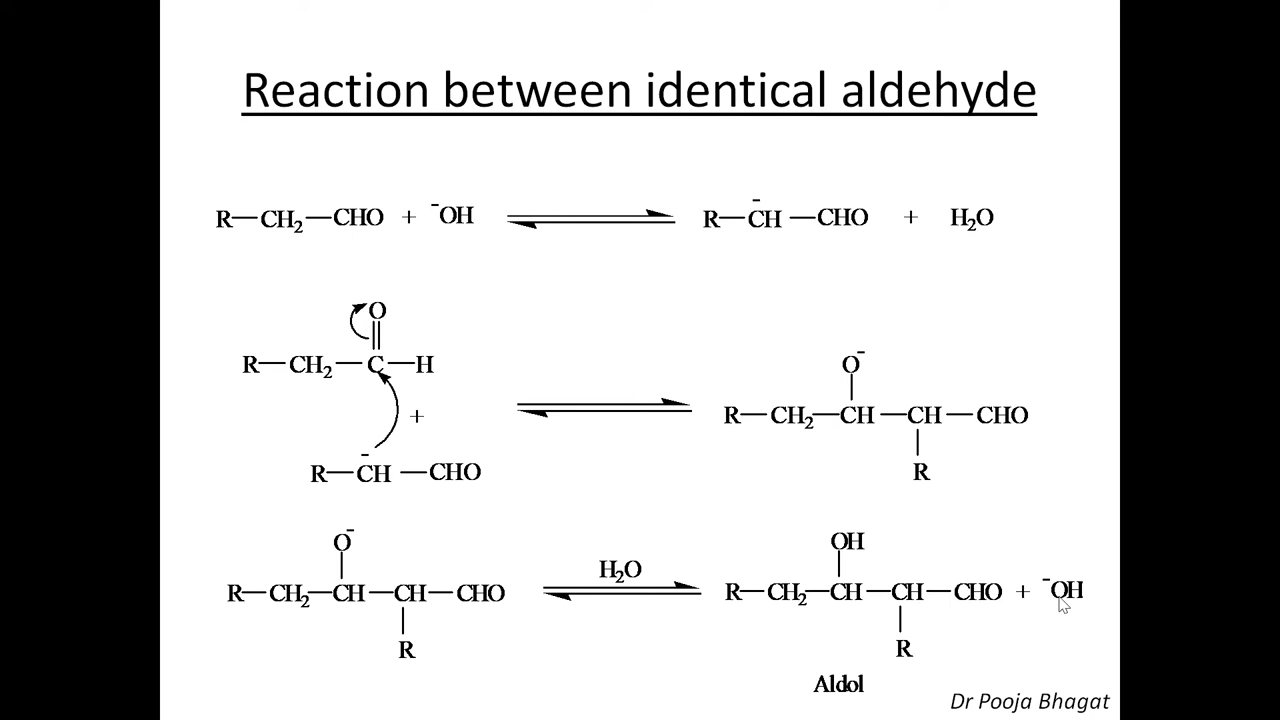 Reaction between identical aldehyde
R—CH₂—CHO + ⁻OH ⇌ R—C̄H—CHO + H₂O
O
R—CH₂—C—H
O⁻
+
R—CH₂—CH—CH—CHO
R—C̄H—CHO
R
O⁻
OH
H₂O
R—CH₂—CH—CH—CHO
R—CH₂—CH—CH—CHO + ⁻OH
R
R
Aldol
Dr Pooja Bhagat